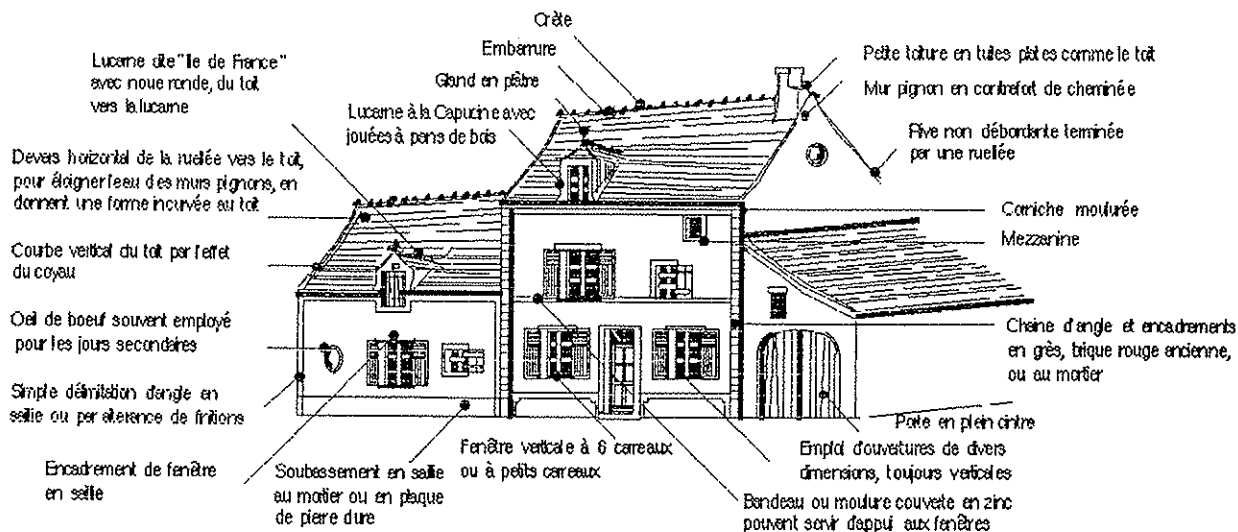 Crête
Embarrure
Gland en plâtre
Lucarne à la Capucine avec
jouées à pans de bois
Lucarne dite "Ile de France"
avec noue ronde, du toit
vers la lucarne
Devers horizontal de la ruellée vers le toit,
pour éloigner l'eau des murs pignons, en
donnent une forme incurvée au toit
Courbe vertical du toit par l'effet
du coyau
Oeil de boeuf souvent employé
pour les jours secondaires
Simple délimitation d'angle en
saillie ou par alterance de
Encadrement de fenêtre
en saillie
Soubassement en saillie
au mortier ou en plaque
de pierre dure
Fenêtre verticale à 6 carreaux
ou à petits carreaux
Petite toiture en tuiles plates comme le toit
Mur pignon en contrefort de cheminée
Rive non débordante terminée
par une ruellée
Corniche moulurée
Mezzanine
Chaine d'angle et encadrements
en grès, brique rouge ancienne,
ou au mortier
Porte en plein cintre
Emploi d'ouvertures de divers
dimensions, toujours verticales
Bandeau ou moulure couverte en zinc
pouvant servir d'appui aux fenêtres